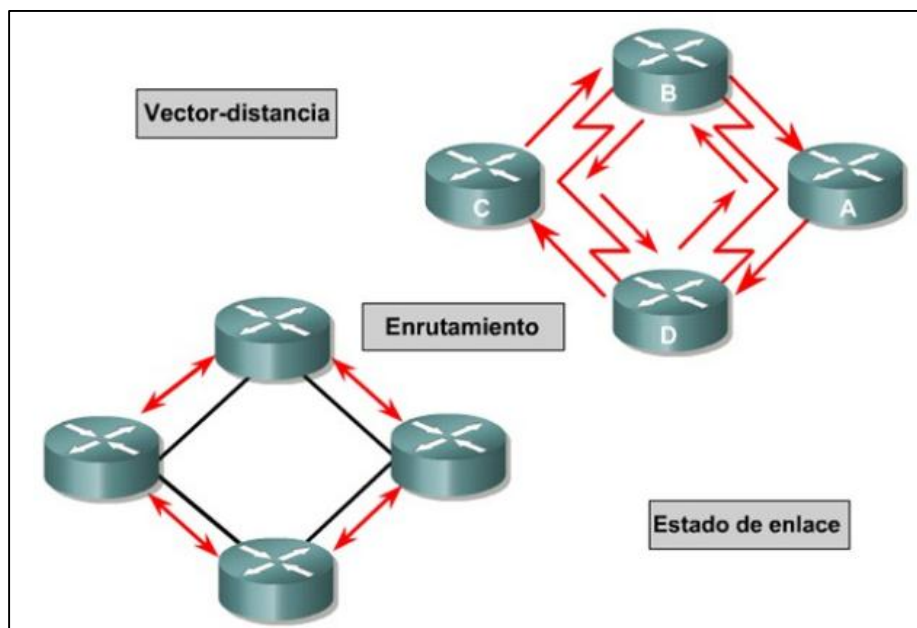 B
Vector-distancia
C
A
D
Enrutamiento
Estado de enlace